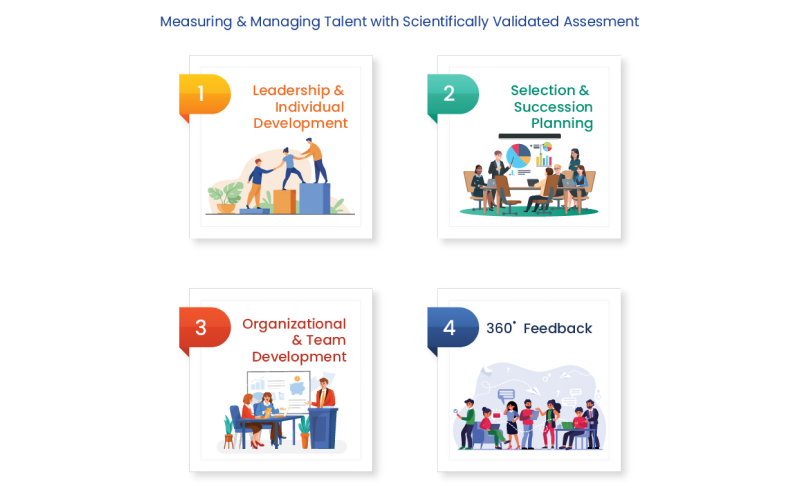 Measuring & Managing Talent with Scientifically Validated Assesment
1
Leadership &
Individual
Development
2
Selection &
Succession
Planning
3
Organizational
& Team
Development
4
360° Feedback